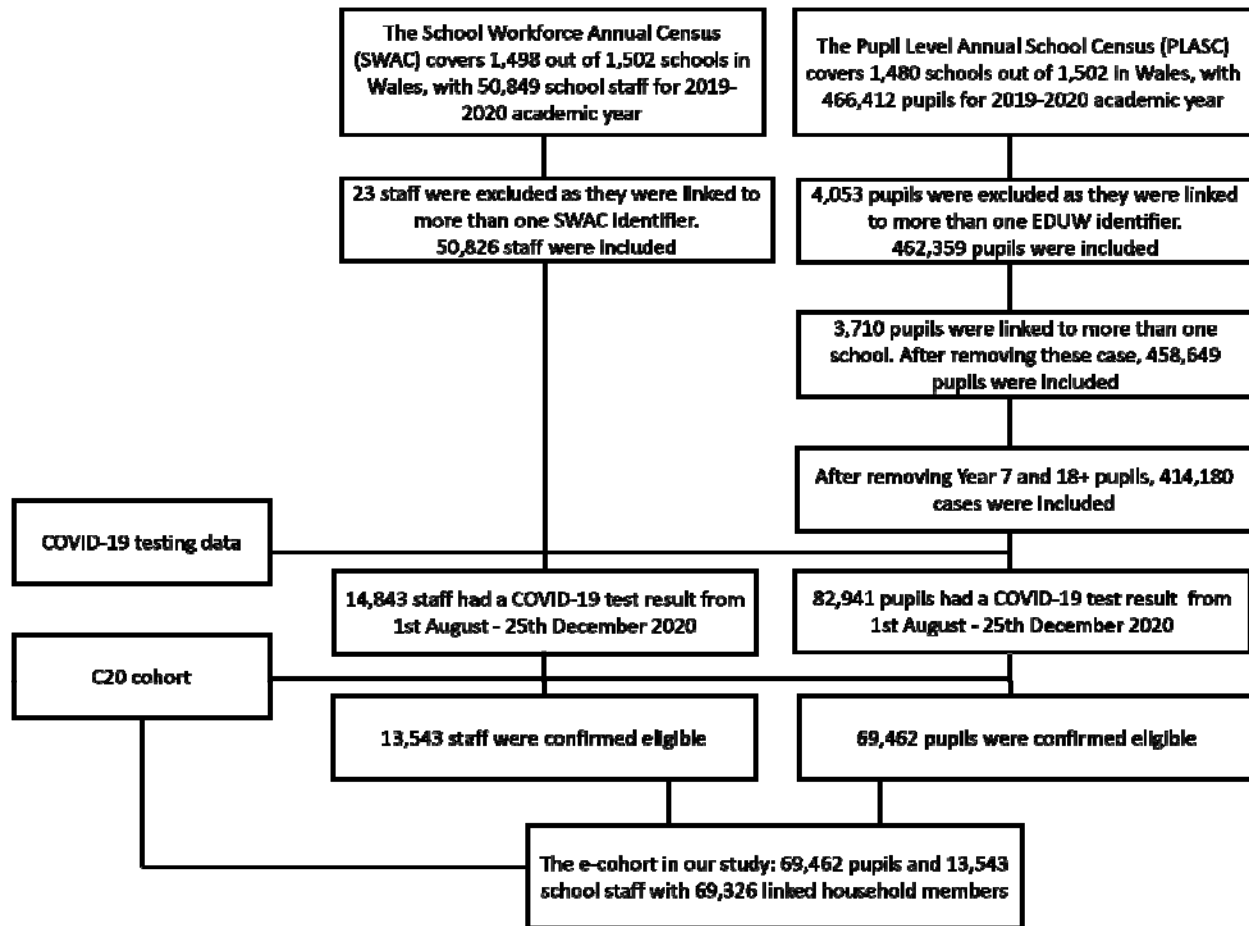 The School Workforce Annual Census
(SWAC) covers 1,498 out of 1,502 schools in
Wales, with 50,849 school staff for 2019-
2020 academic year
The Pupil Level Annual School Census (PLASC)
covers 1,480 schools out of 1,502 in Wales, with
466,412 pupils for 2019-2020 academic year
23 staff were excluded as they were linked to
more than one SWAC identifier.
50,826 staff were included
4,053 pupils were excluded as they were linked
to more than one EDUW identifier.
462,359 pupils were included
3,710 pupils were linked to more than one
school. After removing these case, 458,649
pupils were included
After removing Year 7 and 18+ pupils, 414,180
cases were included
COVID-19 testing data
14,843 staff had a COVID-19 test result from
1st August - 25th December 2020
82,941 pupils had a COVID-19 test result from
1st August - 25th December 2020
C20 cohort
13,543 staff were confirmed eligible
69,462 pupils were confirmed eligible
The e-cohort in our study: 69,462 pupils and 13,543
school staff with 69,326 linked household members